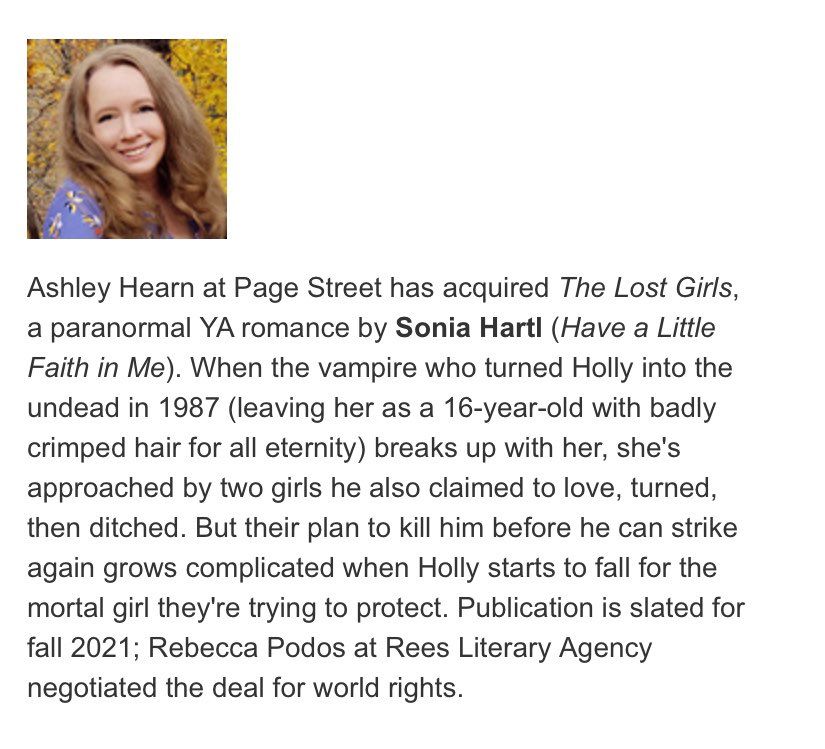 Ashley Hearn at Page Street has acquired The Lost Girls,
a paranormal YA romance by Sonia Hartl (Have a Little
Faith in Me). When the vampire who turned Holly into the
undead in 1987 (leaving her as a 16-year-old with badly
crimped hair for all eternity) breaks up with her, she's
approached by two girls he also claimed to love, turned,
then ditched. But their plan to kill him before he can strike
again grows complicated when Holly starts to fall for the
mortal girl they're trying to protect. Publication is slated for
fall 2021; Rebecca Podos at Rees Literary Agency
negotiated the deal for world rights.